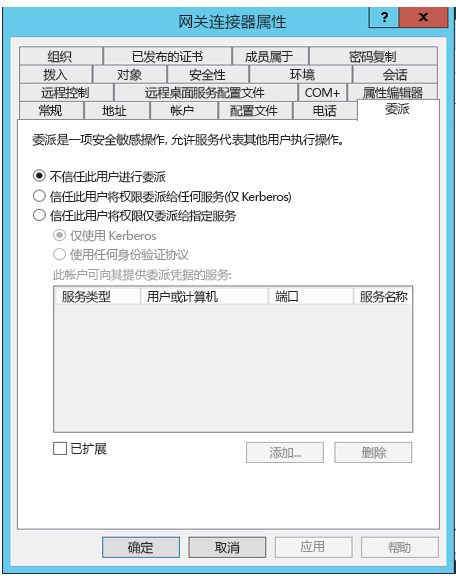 网关连接器属性
?
x
组织 已发布的证书 成员属于 密码复制
拨入 对象 安全性 环境 会话
远程控制 远程桌面服务配置文件 COM+ 属性编辑器
常规 地址 帐户 配置文件 电话 委派
委派是一项安全敏感操作, 允许服务代表其他用户执行操作。
不信任此用户进行委派
信任此用户将权限委派给任何服务(仅 Kerberos)
信任此用户将权限仅委派给指定服务
仅使用 Kerberos
使用任何身份验证协议
此帐户可向其提供委派凭据的服务:
服务类型 用户或计算机 端口 服务名称
已扩展 添加... 删除
确定 取消 应用 帮助